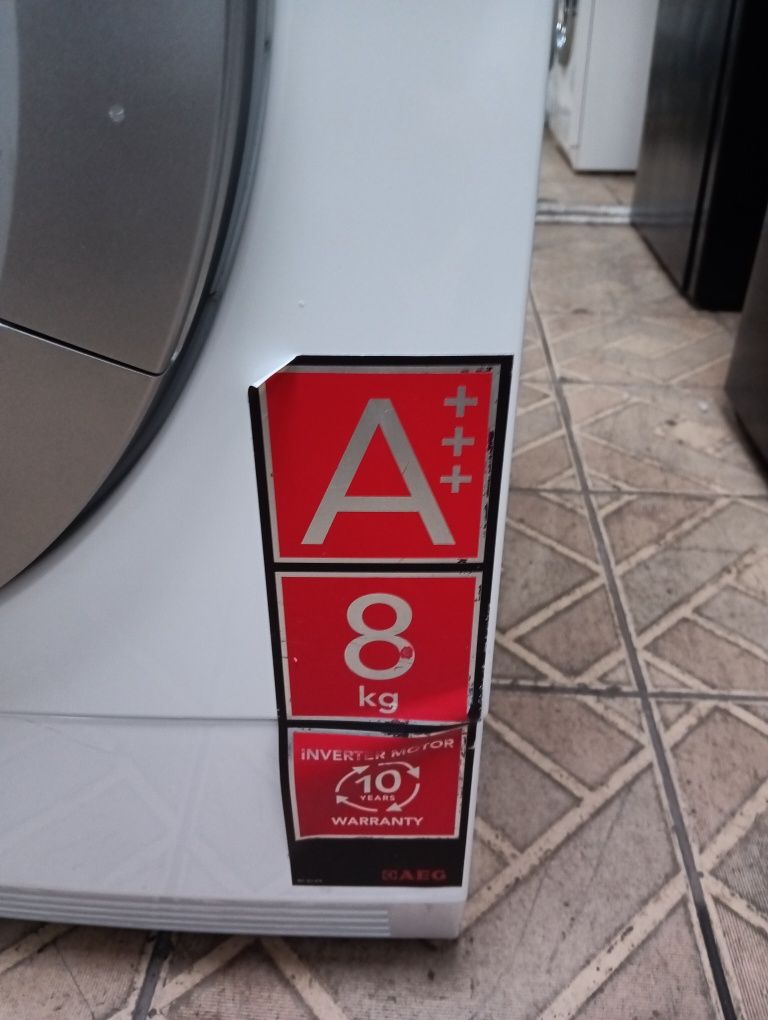 A+++
8
kg
INVERTER MOTOR
10
YEARS
WARRANTY
AEG